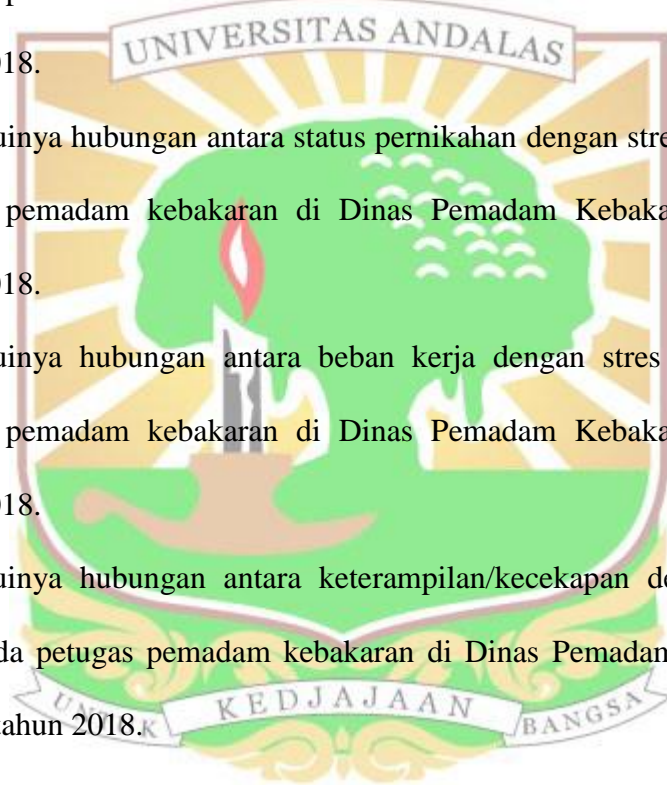 UNIVERSITAS ANDALAS
018.
uinya hubungan antara status pernikahan dengan stre
pemadam kebakaran di Dinas Pemadam Kebaka
018.
uinya hubungan antara beban kerja dengan stres
pemadam kebakaran di Dinas Pemadam Kebaka
018.
uinya hubungan antara keterampilan/kecekapan de
da petugas pemadam kebakaran di Dinas Pemadam
tahun 2018.
UNTUK KEDJAJAAN BANGSA